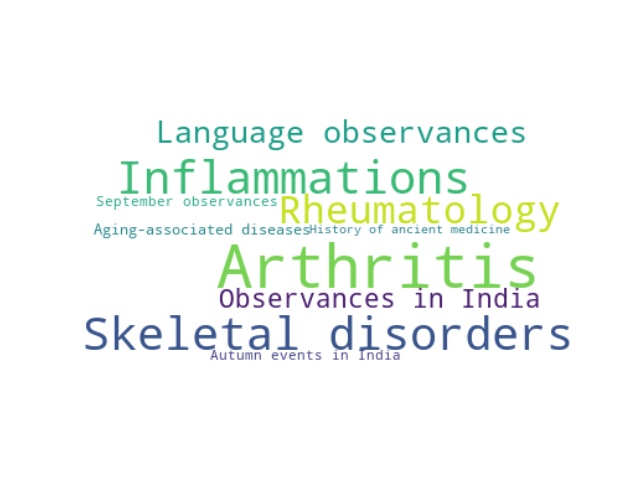 Language observances
Inflammations
September observances
Rheumatology
Aging-associated diseases
History of ancient medicine
Arthritis
Observances in India
Skeletal disorders
Autumn events in India